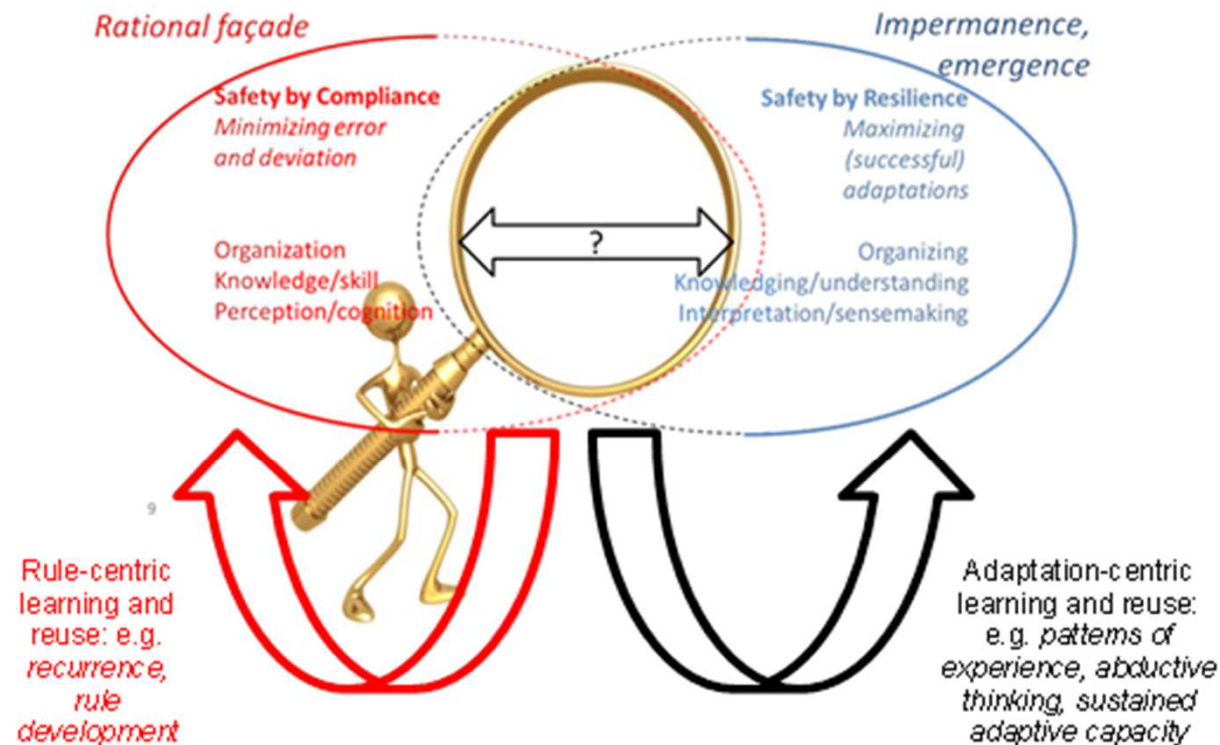 Rational façade
Safety by Compliance
Minimizing error
and deviation
Organization
Knowledge/skill
Perception/cognition
Impermanence,
emergence
Safety by Resilience
Maximizing
(successful)
adaptations
Organizing
Knowledging/understanding
Interpretation/sensemaking
?
9
Rule-centric
learning and
reuse: e.g.
recurrence,
rule
development
Adaptation-centric
learning and reuse:
e.g. patterns of
experience, abductive
thinking, sustained
adaptive capacity